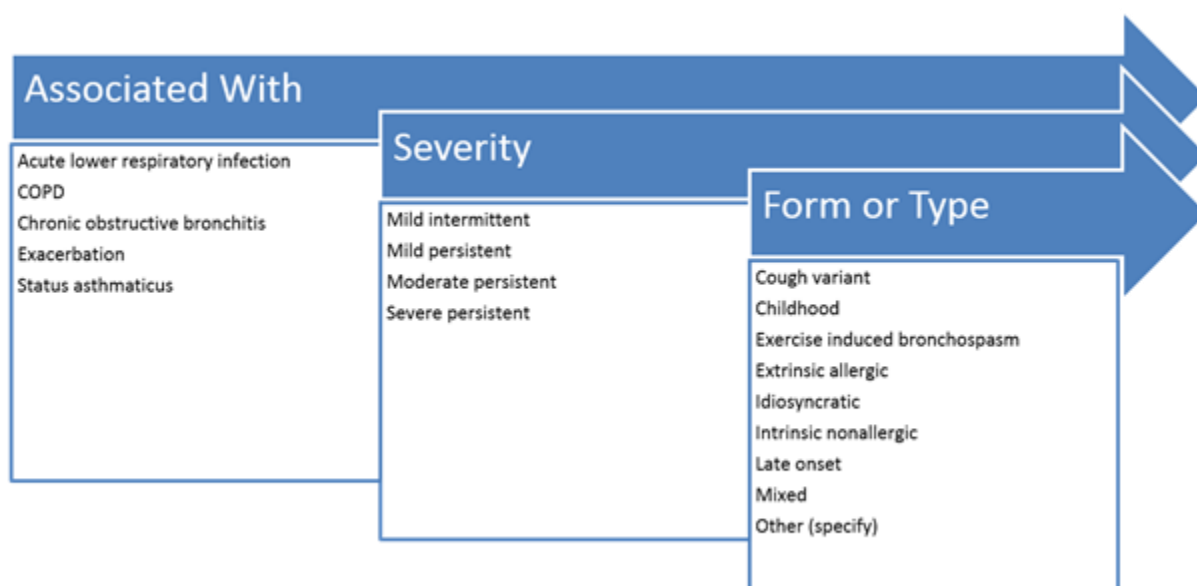 Associated With
Acute lower respiratory infection
COPD
Chronic obstructive bronchitis
Exacerbation
Status asthmaticus
Severity
Mild intermittent
Mild persistent
Moderate persistent
Severe persistent
Form or Type
Cough variant
Childhood
Exercise induced bronchospasm
Extrinsic allergic
Idiosyncratic
Intrinsic nonallergic
Late onset
Mixed
Other (specify)